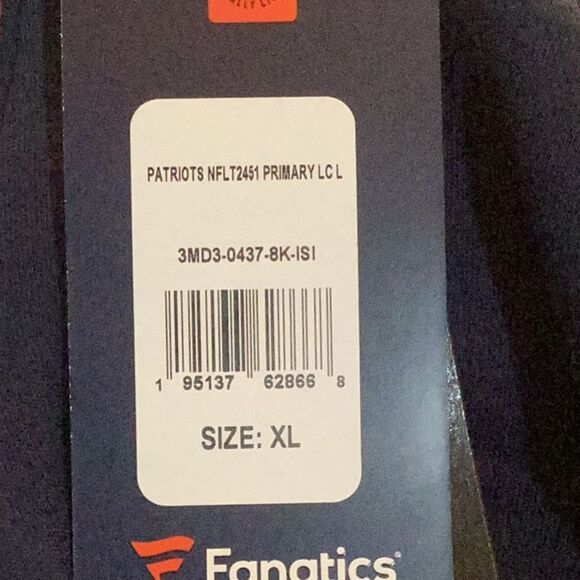 PATRIOTS NFLT2451 PRIMARY LC L
3MD3-0437-8K-ISI
1 95137 62866 8
SIZE: XL
Fanatics